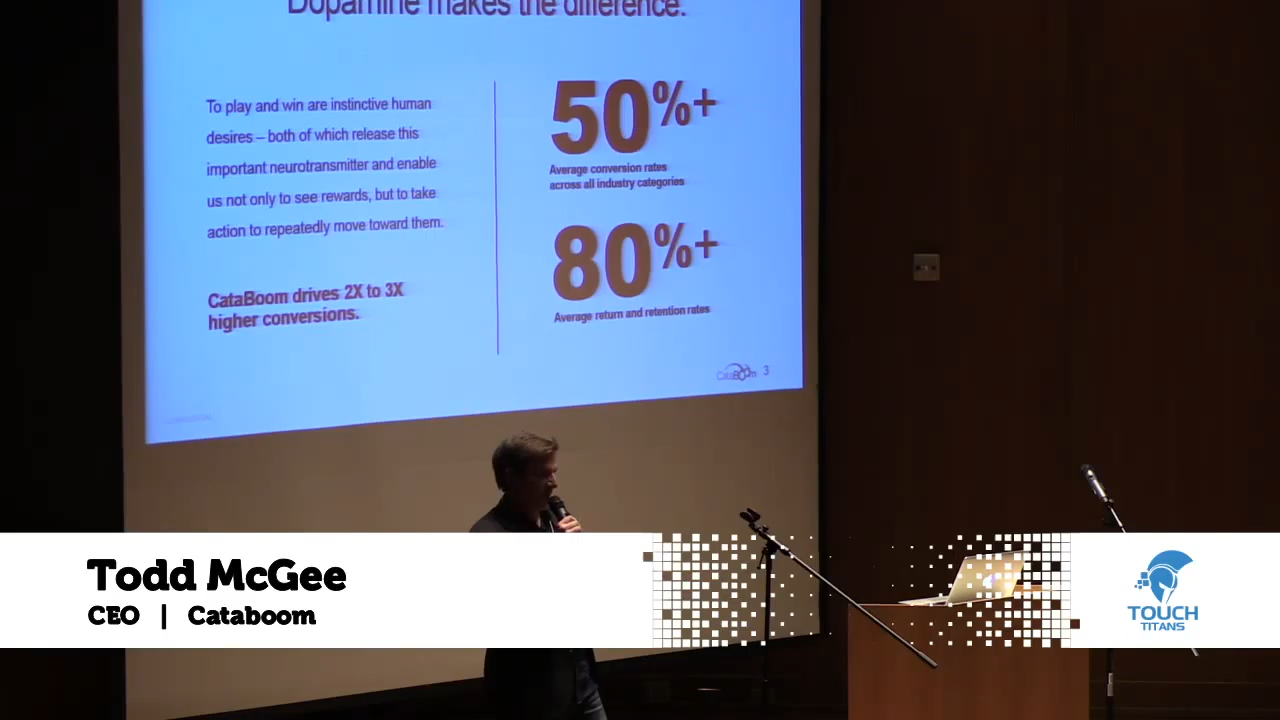 Dopamine makes the difference.
To play and win are instinctive human
desires – both of which release this
important neurotransmitter and enable
us not only to see rewards, but to take
action to repeatedly move toward them.
CataBoom drives 2X to 3X
higher conversions.
50%+
Average conversion rates
across all industry categories
80%+
Average return and retention rates
CataBoom 3
Todd McGee
CEO | Cataboom
TOUCH
TITANS